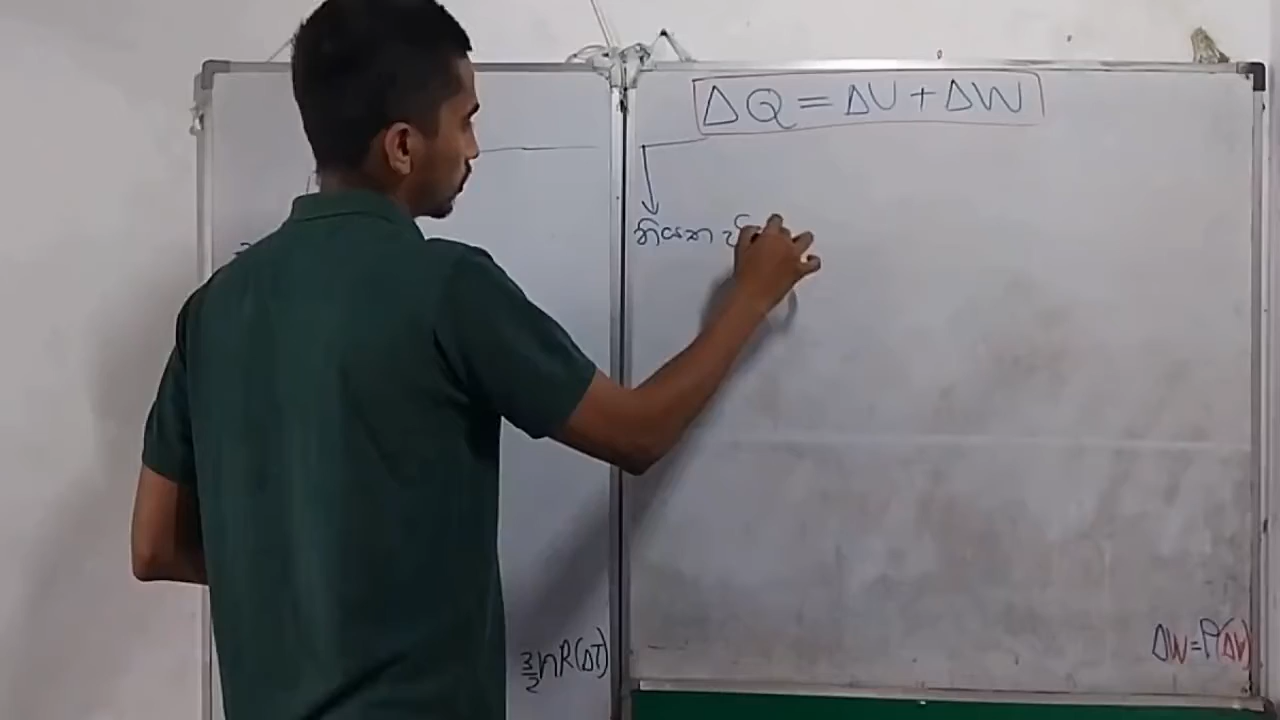 ΔQ = ΔU + ΔW
නියත
3/2 nR(ΔT)
ΔW=P(ΔV)